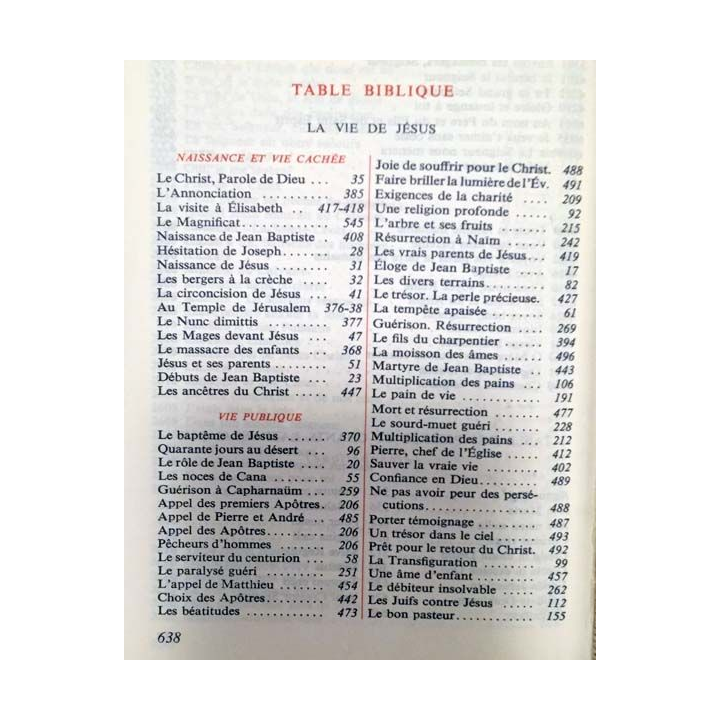 TABLE BIBLIQUE
LA VIE DE JÉSUS
NAISSANCE ET VIE CACHÉE
Le Christ, Parole de Dieu ... 35
L'Annonciation ........ 385
La visite à Élisabeth .. 417-418
Le Magnificat............ 545
Naissance de Jean Baptiste . 408
Hésitation de Joseph....... 28
Naissance de Jésus ........ 31
Les bergers à la crèche ... 32
La circoncision de Jésus ... 41
Au Temple de Jérusalem 376-38
Le Nunc dimittis ......... 377
Les Mages devant Jésus ... 47
Le massacre des enfants ... 368
Jésus et ses parents ....... 51
Débuts de Jean Baptiste ... 23
Les ancêtres du Christ ..... 447
VIE PUBLIQUE
Le baptême de Jésus ...... 370
Quarante jours au désert ... 96
Le rôle de Jean Baptiste .... 20
Les noces de Cana ........ 55
Guérison à Capharnaüm ... 259
Appel des premiers Apôtres. 206
Appel de Pierre et André .. 485
Appel des Apôtres......... 206
Pêcheurs d'hommes ....... 206
Le serviteur du centurion ... 58
Le paralysé guéri ......... 251
L'appel de Matthieu ....... 454
Choix des Apôtres......... 442
Les béatitudes ............ 473
638
Joie de souffrir pour le Christ. 488
Faire briller la lumière de l'Év. 491
Exigences de la charité .... 209
Une religion profonde ..... 92
L'arbre et ses fruits ....... 215
Résurrection à Naïm ...... 242
Les vrais parents de Jésus... 419
Éloge de Jean Baptiste .... 17
Les divers terrains......... 82
Le trésor. La perle précieuse. 427
La tempête apaisée ........ 61
Guérison. Résurrection .... 269
Le fils du charpentier ...... 394
La moisson des âmes ...... 496
Martyre de Jean Baptiste .. 443
Multiplication des pains ... 106
Le pain de vie ............ 191
Mort et résurrection ....... 477
Le sourd-muet guéri ....... 228
Multiplication des pains ... 212
Pierre, chef de l'Église .... 412
Sauver la vraie vie ........ 402
Confiance en Dieu......... 489
Ne pas avoir peur des persé-
cutions................ 488
Porter témoignage ........ 487
Un trésor dans le ciel ...... 493
Prêt pour le retour du Christ. 492
La Transfiguration ........ 99
Une âme d'enfant ......... 457
Le débiteur insolvable ..... 262
Les Juifs contre Jésus ..... 112
Le bon pasteur............ 155